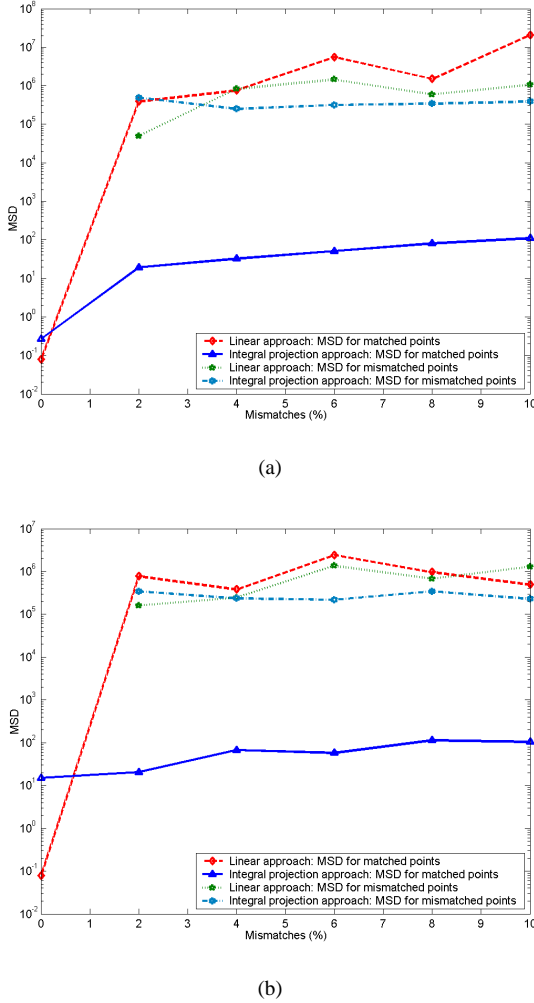 10^8
10^7
10^6
10^5
10^4
10^3
10^2
10^1
10^0
10^-1
10^-2
MSD
Linear approach: MSD for matched points
Integral projection approach: MSD for matched points
Linear approach: MSD for mismatched points
Integral projection approach: MSD for mismatched points
0 1 2 3 4 5 6 7 8 9 10
Mismatches (%)
(a)
10^7
10^6
10^5
10^4
10^3
10^2
10^1
10^0
10^-1
10^-2
MSD
Linear approach: MSD for matched points
Integral projection approach: MSD for matched points
Linear approach: MSD for mismatched points
Integral projection approach: MSD for mismatched points
0 1 2 3 4 5 6 7 8 9 10
Mismatches (%)
(b)